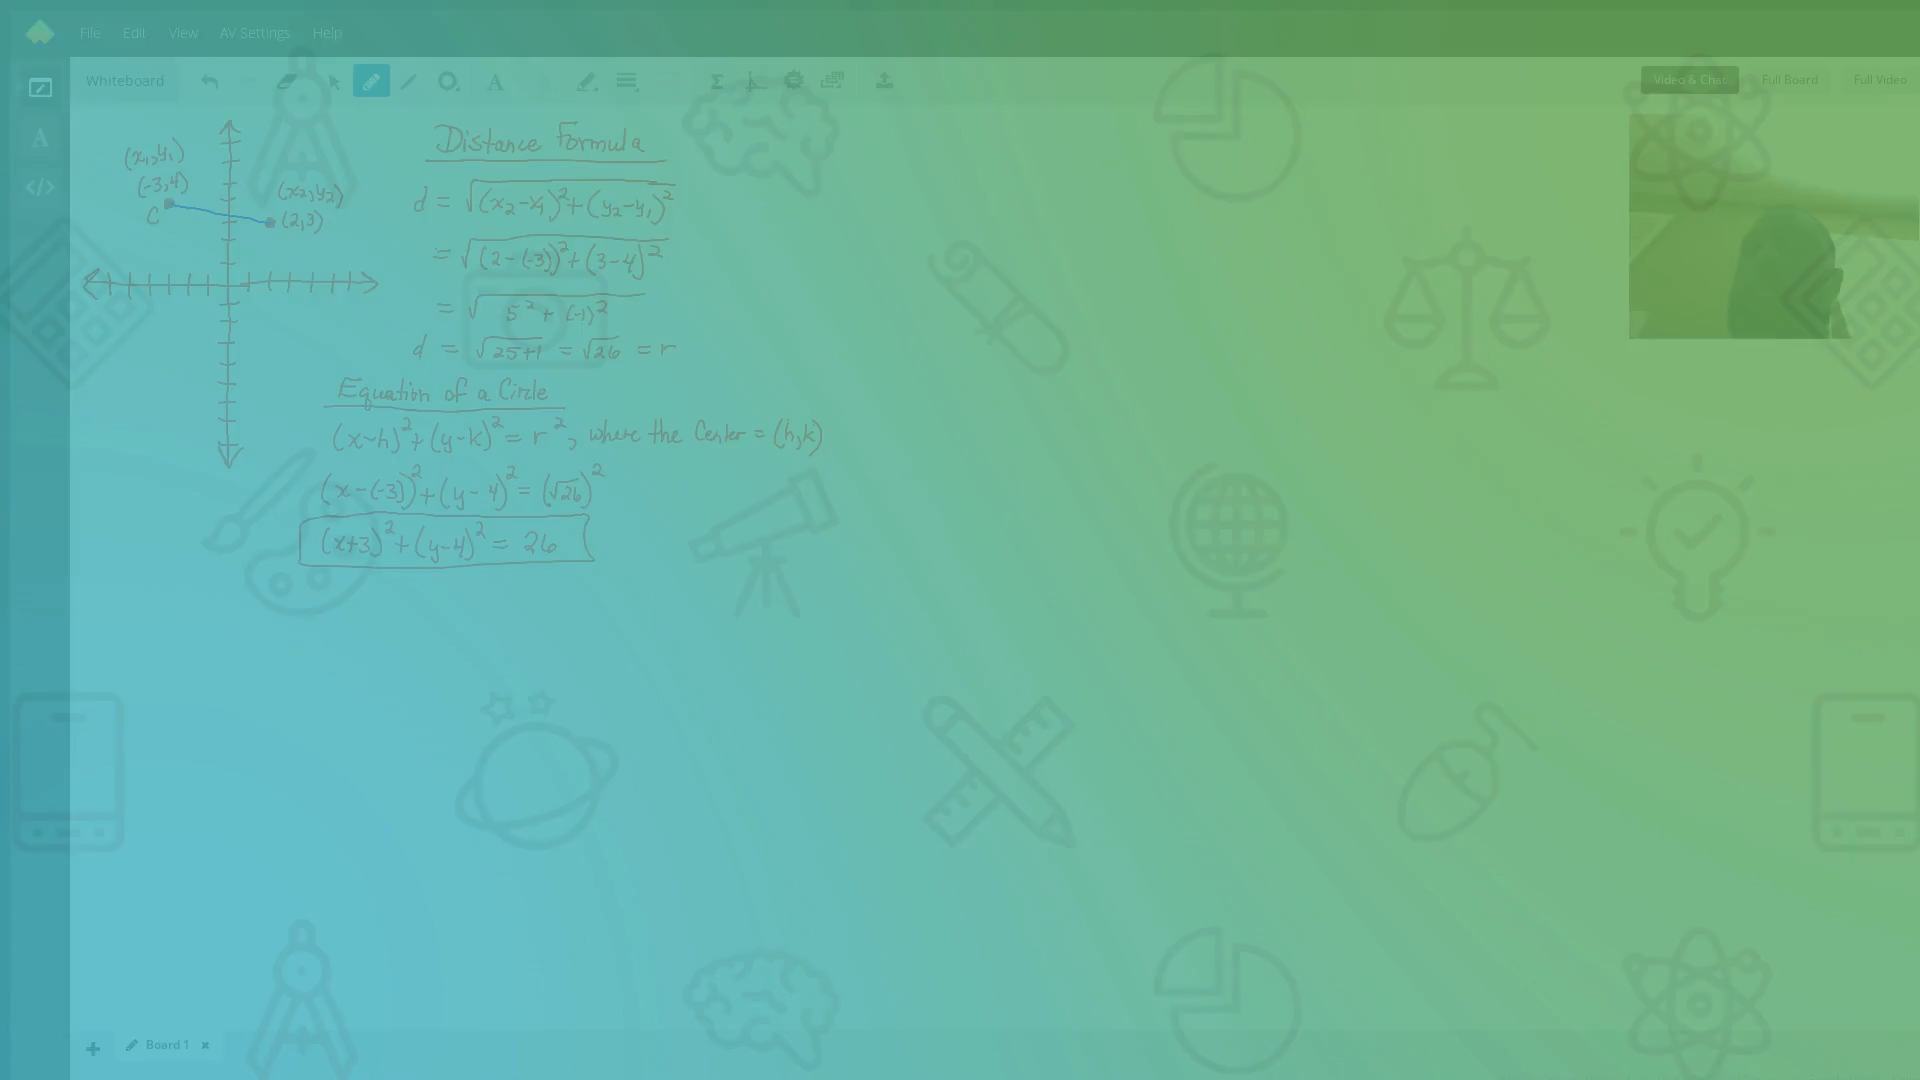 File Edit View AV Settings Help
Whiteboard A Σ Video & Chat Full Board Full Video
A
</>
(x₁,y₁)
(-3,4)
C
(x₂,y₂)
(2,3)
Distance Formula
d = √(x₂-x₁)²+(y₂-y₁)²
= √(2-(-3))²+(3-4)²
= √5²+(-1)²
d = √25+1 = √26 = r
Equation of a Circle
(x-h)²+(y-k)² = r², where the Center = (h,k)
(x-(-3))²+(y-4)² = (√26)²
(x+3)²+(y-4)² = 26
+ Board 1 ×